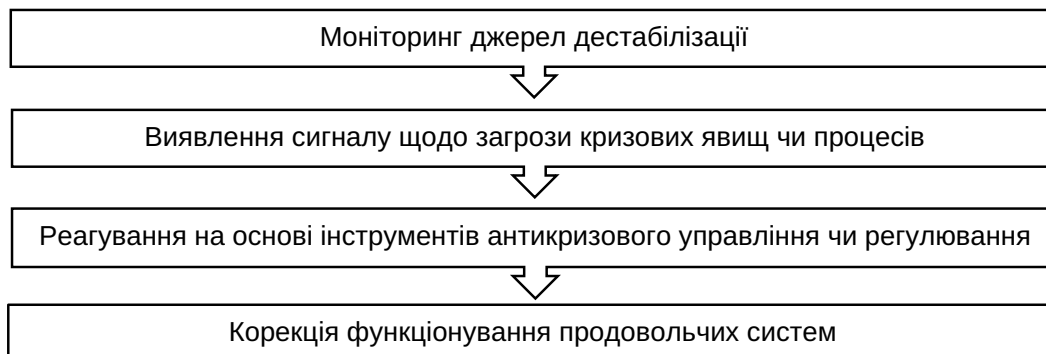 Моніторинг джерел дестабілізації
Виявлення сигналу щодо загрози кризових явищ чи процесів
Реагування на основі інструментів антикризового управління чи регулювання
Корекція функціонування продовольчих систем